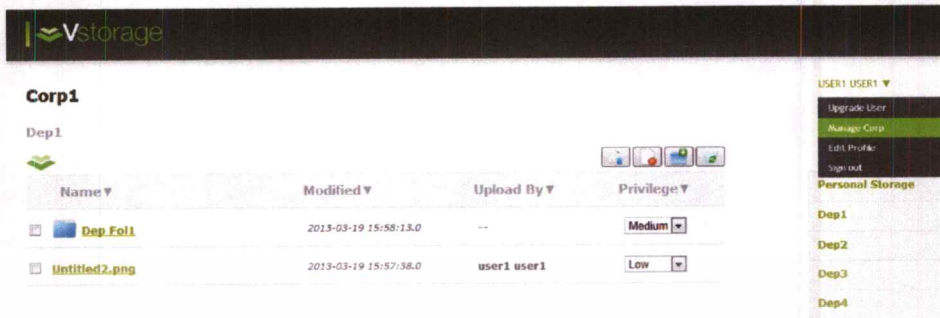 Vstorage
Corp1
Dep1
Name▼ Modified▼ Upload By▼ Privilege▼
Dep Fol1 2013-03-19 15:58:13.0 -- Medium
Untitled2.png 2013-03-19 15:57:38.0 user1 user1 Low
USER1 USER1 ▼
Upgrade User
Manage Corp
Edit Profile
Sign out
Personal Storage
Dep1
Dep2
Dep3
Dep4